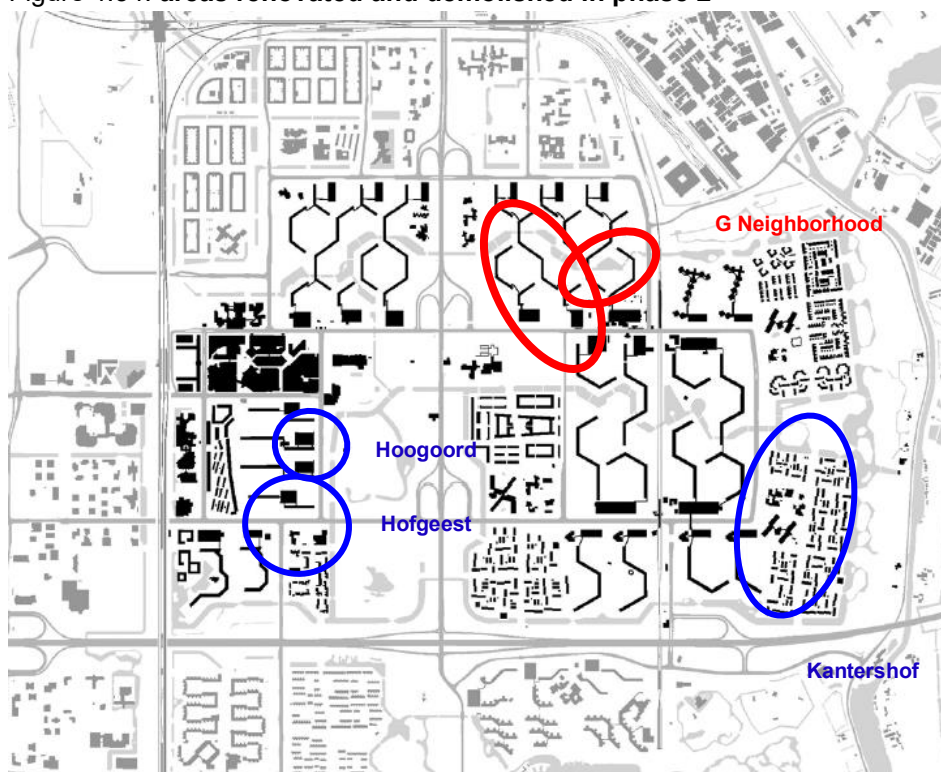 areas renovated and demolished in phase 2
G Neighborhood
Hoogoord
Hofgeest
Kantershof